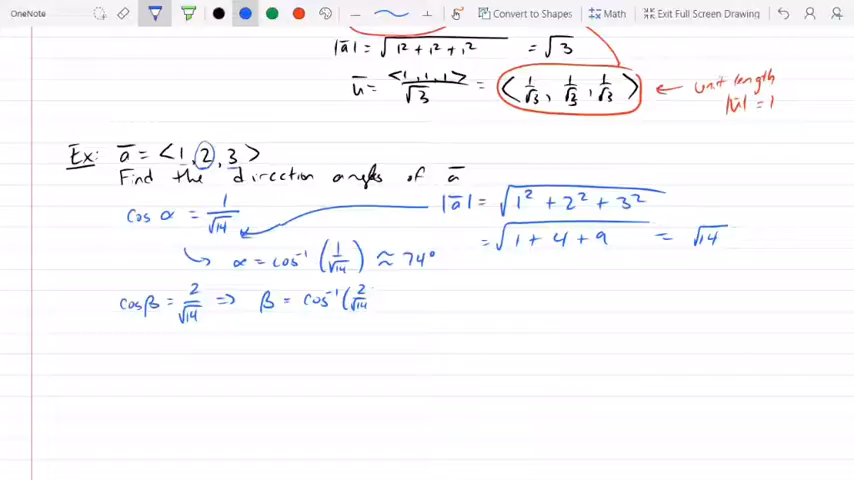 OneNote
Convert to Shapes
Math
Exit Full Screen Drawing
|a̅| = √(1² + 1² + 1²) = √3
u̅ = <1, 1, 1>/√3 = <1/√3, 1/√3, 1/√3> ← unit length
|u̅| = 1
Ex: a̅ = <1, 2, 3>
Find the direction angles of a̅
cos α = 1/√14
|a̅| = √(1² + 2² + 3²)
= √(1 + 4 + 9) = √14
↳ α = cos⁻¹(1/√14) ≈ 74°
cos β = 2/√14 => β = cos⁻¹(2/√14